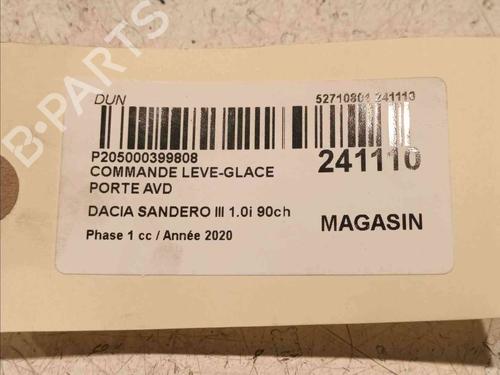 DUN
52710801 241110
P205000399808
COMMANDE LEVE-GLACE
PORTE AVD
241110
DACIA SANDERO III 1.0i 90ch
MAGASIN
Phase 1 cc / Année 2020
B-PARTS